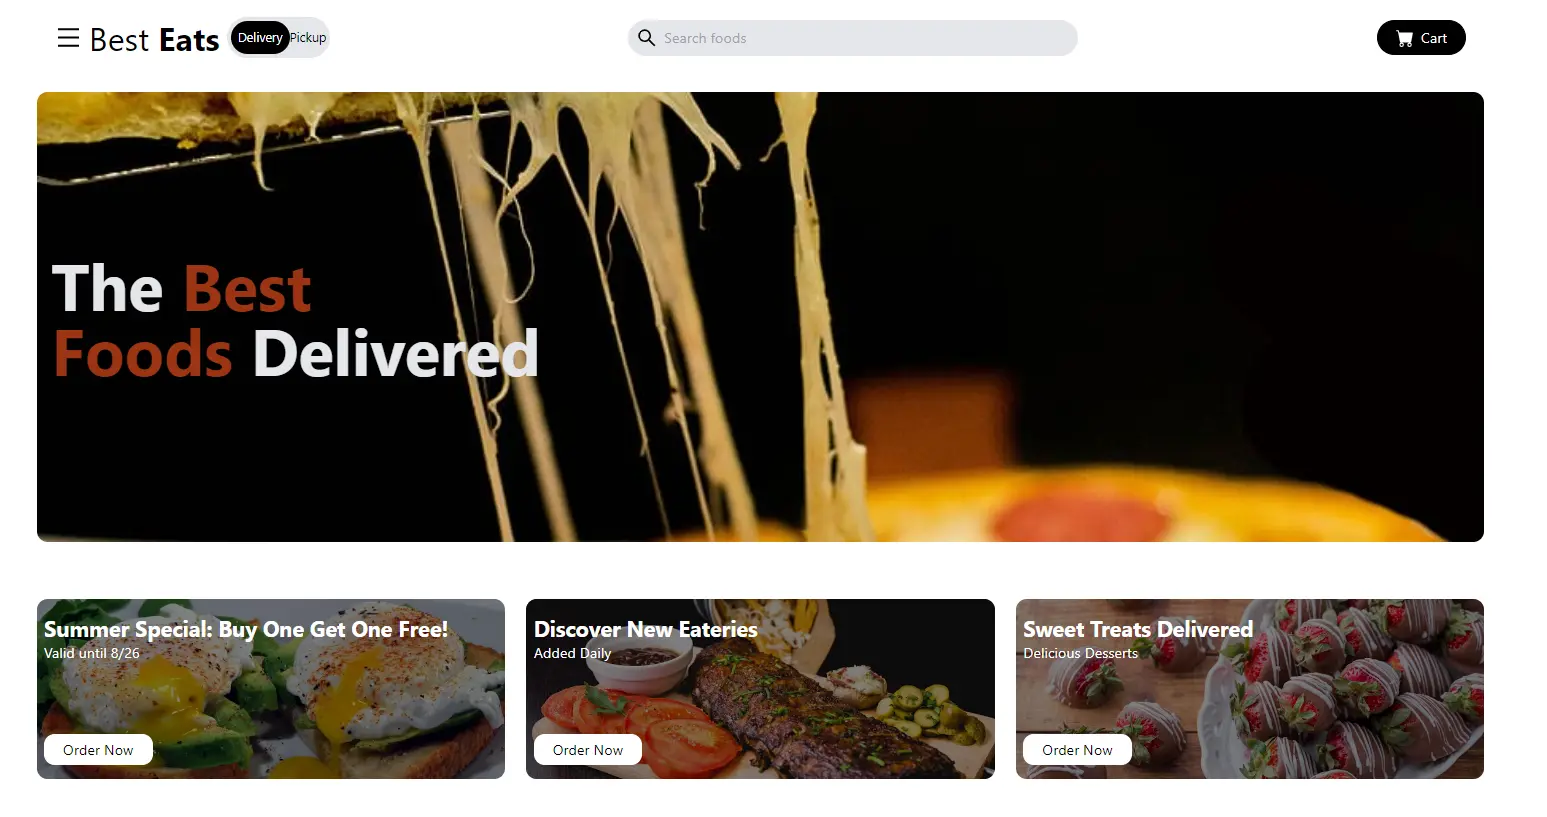 Best Eats
Delivery Pickup
Search foods
Cart
The Best
Foods Delivered
Summer Special: Buy One Get One Free!
Valid until 8/26
Order Now
Discover New Eateries
Added Daily
Order Now
Sweet Treats Delivered
Delicious Desserts
Order Now